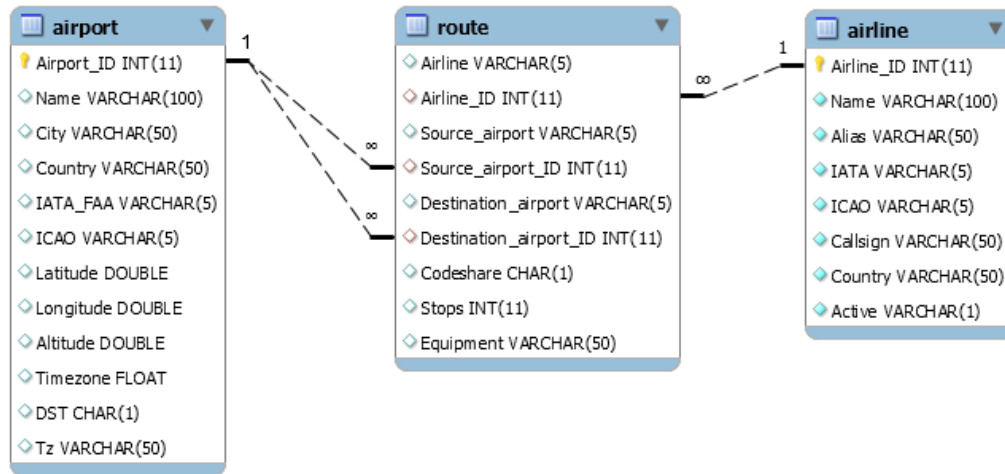 airport
Airport_ID INT(11)
Name VARCHAR(100)
City VARCHAR(50)
Country VARCHAR(50)
IATA_FAA VARCHAR(5)
ICAO VARCHAR(5)
Latitude DOUBLE
Longitude DOUBLE
Altitude DOUBLE
Timezone FLOAT
DST CHAR(1)
Tz VARCHAR(50)
1
∞
∞
route
Airline VARCHAR(5)
Airline_ID INT(11)
Source_airport VARCHAR(5)
Source_airport_ID INT(11)
Destination_airport VARCHAR(5)
Destination_airport_ID INT(11)
Codeshare CHAR(1)
Stops INT(11)
Equipment VARCHAR(50)
∞
1
airline
Airline_ID INT(11)
Name VARCHAR(100)
Alias VARCHAR(50)
IATA VARCHAR(5)
ICAO VARCHAR(5)
Callsign VARCHAR(50)
Country VARCHAR(50)
Active VARCHAR(1)